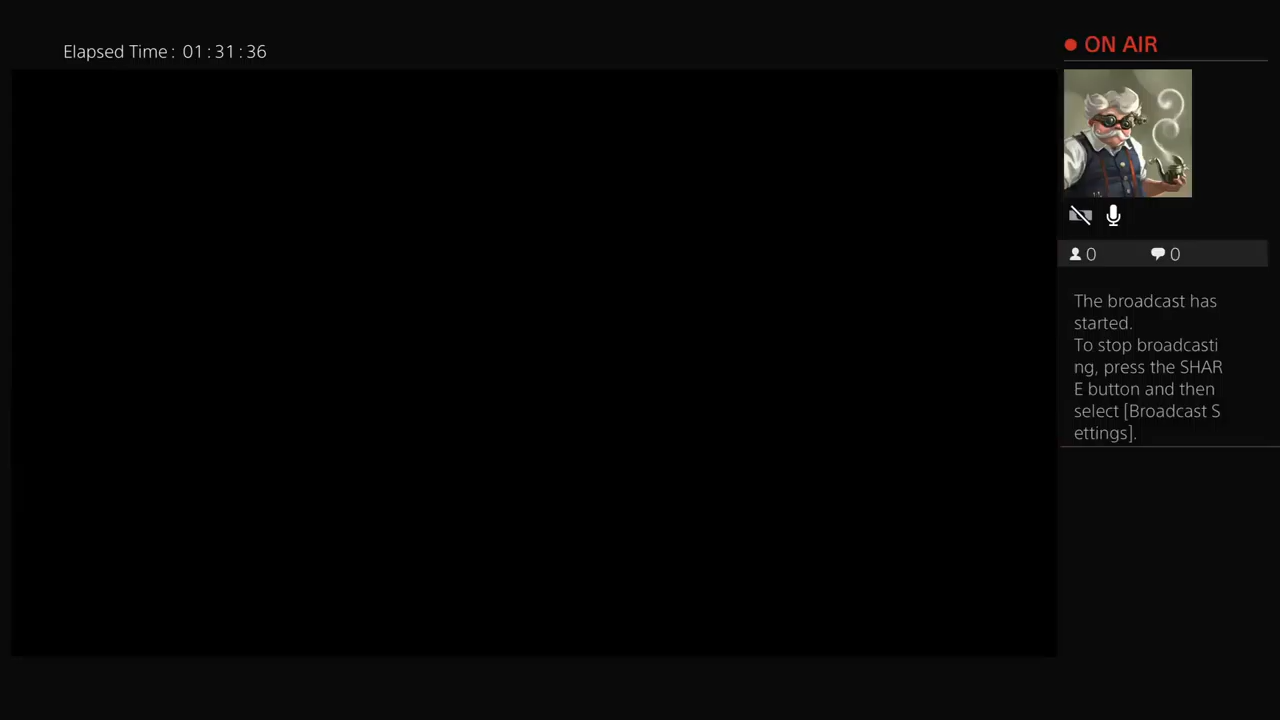 Elapsed Time: 01:31:36
ON AIR
0 0
The broadcast has
started.
To stop broadcasti
ng, press the SHAR
E button and then
select [Broadcast S
ettings].